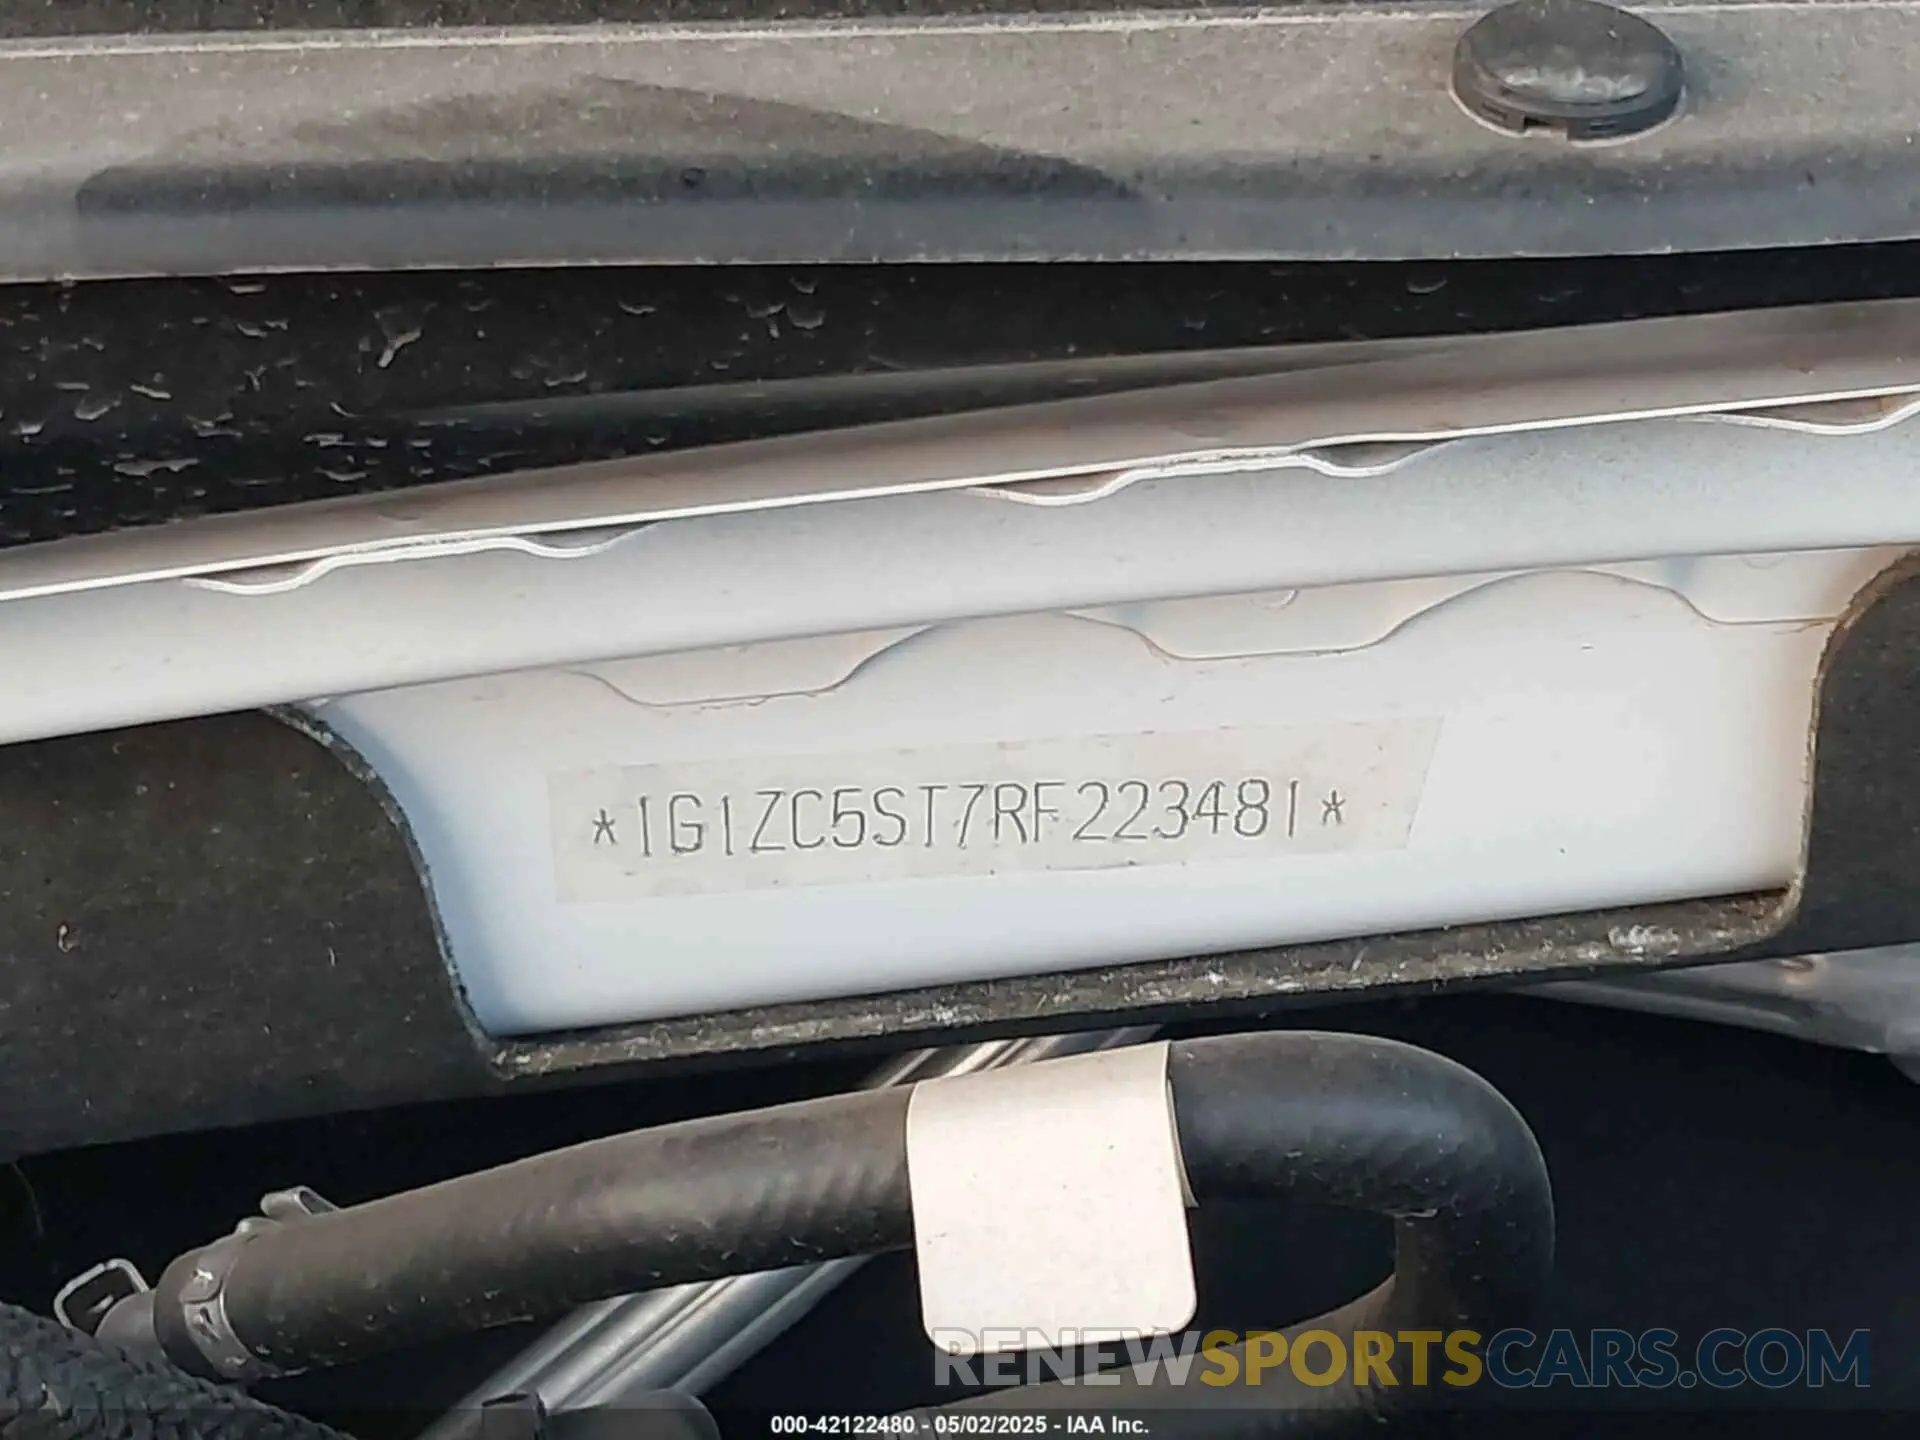 *1G1ZC5ST7RF223481*
RENEWSPORTSCARS.COM
000-42122480 - 05/02/2025 - IAA Inc.